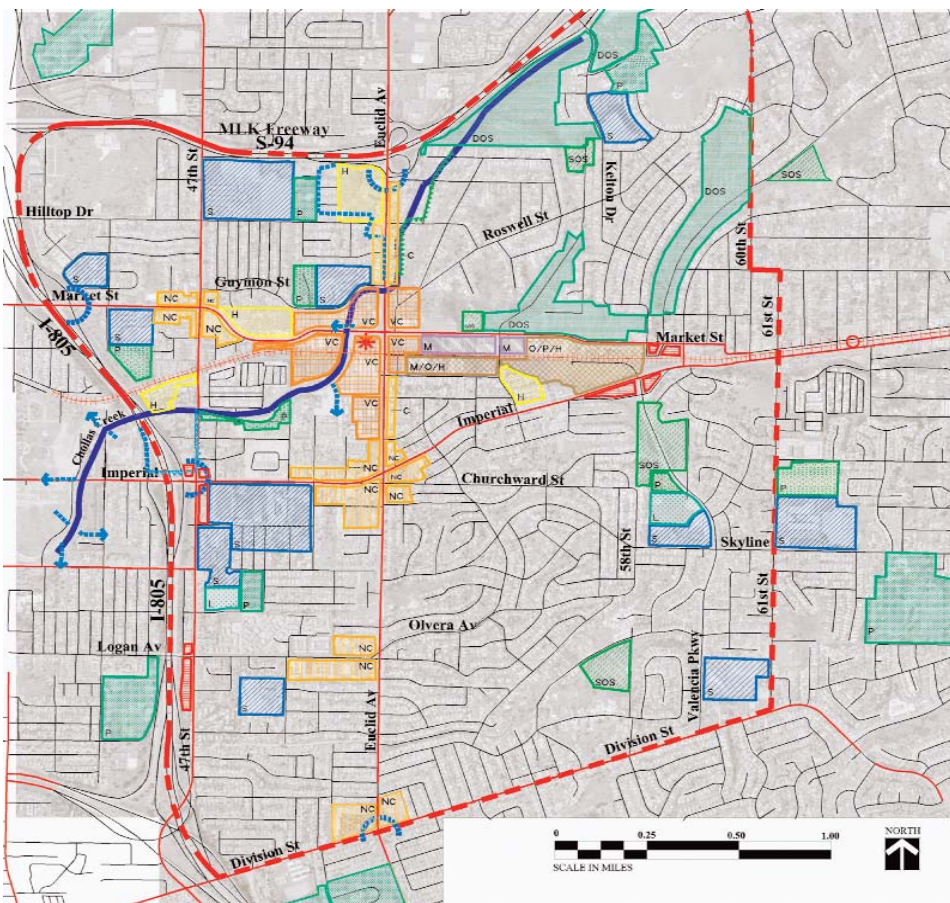 DOS
P
MLK Freeway
S-94
Euclid Av
DOS
S
47th St
H
SOS
Kelton Dr
DOS
SOS
S
P
Hilltop Dr
Roswell St
60th St
C
S
Guymon St
P
S
Market St
NC
NC
H
NC
VC
VC
61st St
S
VC
VC
DOS
Market St
P
I-805
M
M
O/P/H
M/O/H
VC
H
H
C
Imperial
Chollas Creek
SOS
NC
Imperial
NC
NC
NC
Churchward St
P
P
L
S
58th St
S
Skyline
S
S
L
P
I-805
61st St
Olvera Av
P
Logan Av
NC
NC
SOS
Valencia Pkwy
S
S
P
Euclid Av
47th St
Division St
NC
NC
Division St
0 0.25 0.50 1.00
SCALE IN MILES
NORTH